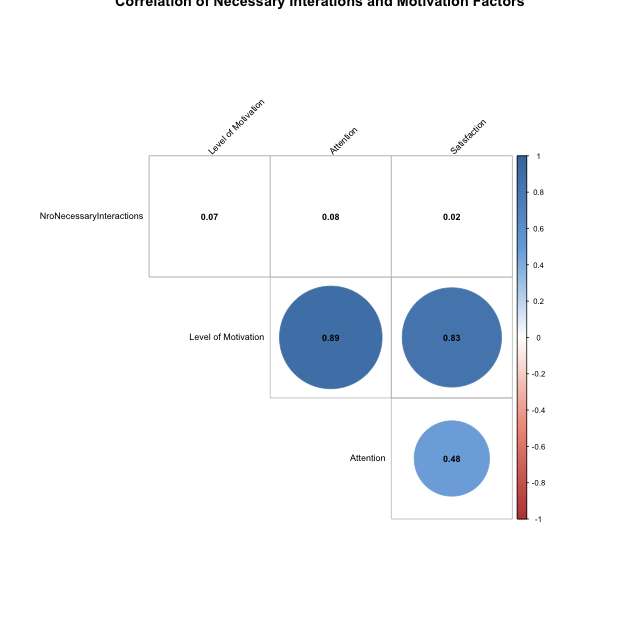 Correlation of Necessary Interations and Motivation Factors
Level of Motivation
Attention
Satisfaction
NroNecessaryInteractions
0.07
0.08
0.02
Level of Motivation
0.89
0.83
Attention
0.48
1
0.8
0.6
0.4
0.2
0
-0.2
-0.4
-0.6
-0.8
-1